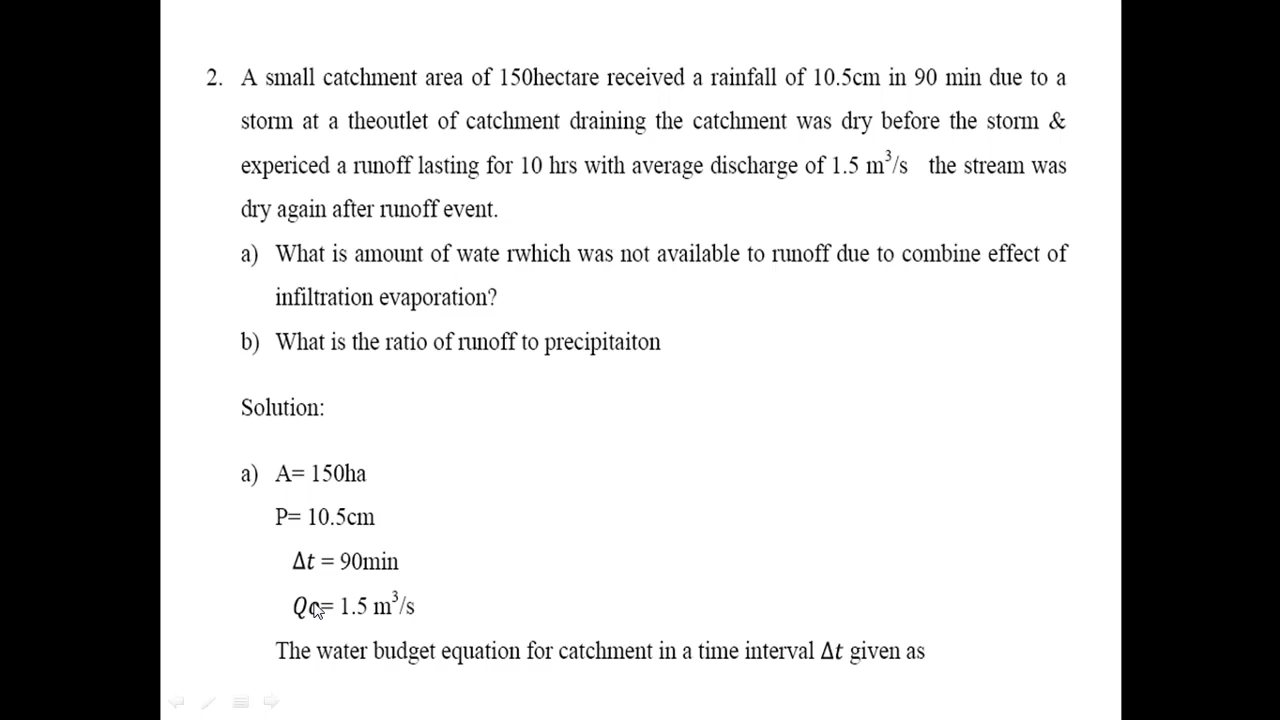 2. A small catchment area of 150hectare received a rainfall of 10.5cm in 90 min due to a
storm at a theoutlet of catchment draining the catchment was dry before the storm &
expericed a runoff lasting for 10 hrs with average discharge of 1.5 m³/s the stream was
dry again after runoff event.
a) What is amount of wate rwhich was not available to runoff due to combine effect of
infiltration evaporation?
b) What is the ratio of runoff to precipitaiton
Solution:
a) A= 150ha
P= 10.5cm
Δt = 90min
Qo= 1.5 m³/s
The water budget equation for catchment in a time interval Δt given as